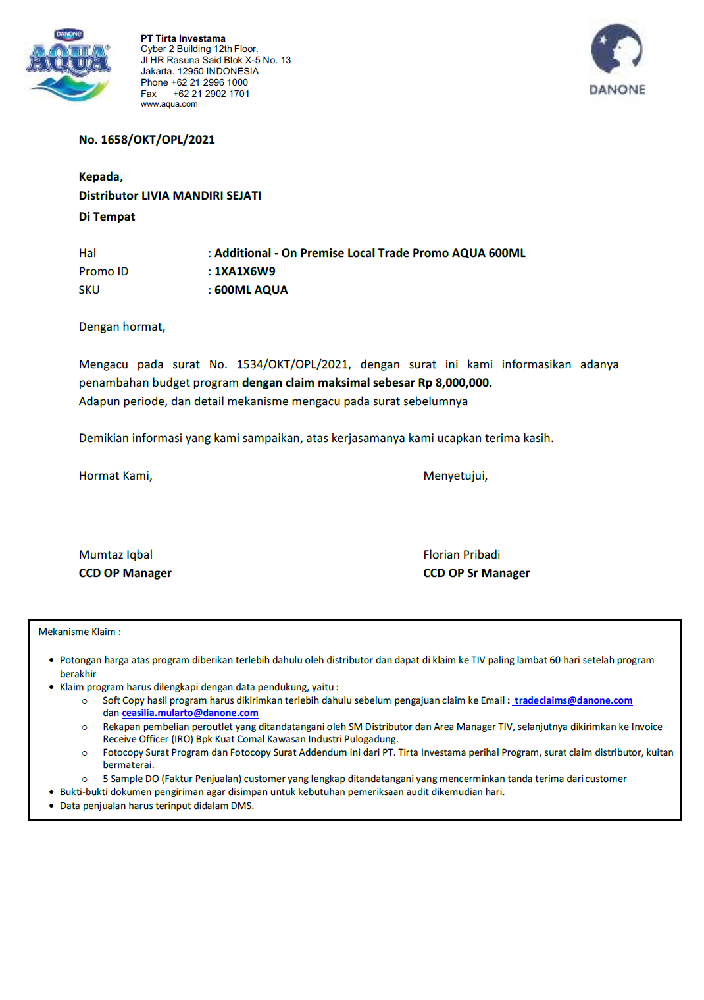 DANONE
AQUA
PT Tirta Investama
Cyber 2 Building 12th Floor.
Jl HR Rasuna Said Blok X-5 No. 13
Jakarta. 12950 INDONESIA
Phone +62 21 2996 1000
Fax +62 21 2902 1701
www.aqua.com
DANONE
No. 1658/OKT/OPL/2021
Kepada,
Distributor LIVIA MANDIRI SEJATI
Di Tempat
Hal : Additional - On Premise Local Trade Promo AQUA 600ML
Promo ID : 1XA1X6W9
SKU : 600ML AQUA
Dengan hormat,
Mengacu pada surat No. 1534/OKT/OPL/2021, dengan surat ini kami informasikan adanya
penambahan budget program dengan claim maksimal sebesar Rp 8,000,000.
Adapun periode, dan detail mekanisme mengacu pada surat sebelumnya
Demikian informasi yang kami sampaikan, atas kerjasamanya kami ucapkan terima kasih.
Hormat Kami, Menyetujui,
Mumtaz Iqbal Florian Pribadi
CCD OP Manager CCD OP Sr Manager
Mekanisme Klaim :
• Potongan harga atas program diberikan terlebih dahulu oleh distributor dan dapat di klaim ke TIV paling lambat 60 hari setelah program
berakhir
• Klaim program harus dilengkapi dengan data pendukung, yaitu :
o Soft Copy hasil program harus dikirimkan terlebih dahulu sebelum pengajuan claim ke Email : tradeclaims@danone.com
dan ceasilia.mularto@danone.com
o Rekapan pembelian peroutlet yang ditandatangani oleh SM Distributor dan Area Manager TIV, selanjutnya dikirimkan ke Invoice
Receive Officer (IRO) Bpk Kuat Comal Kawasan Industri Pulogadung.
o Fotocopy Surat Program dan Fotocopy Surat Addendum ini dari PT. Tirta Investama perihal Program, surat claim distributor, kuitan
bermaterai.
o 5 Sample DO (Faktur Penjualan) customer yang lengkap ditandatangani yang mencerminkan tanda terima dari customer
• Bukti-bukti dokumen pengiriman agar disimpan untuk kebutuhan pemeriksaan audit dikemudian hari.
• Data penjualan harus terinput didalam DMS.